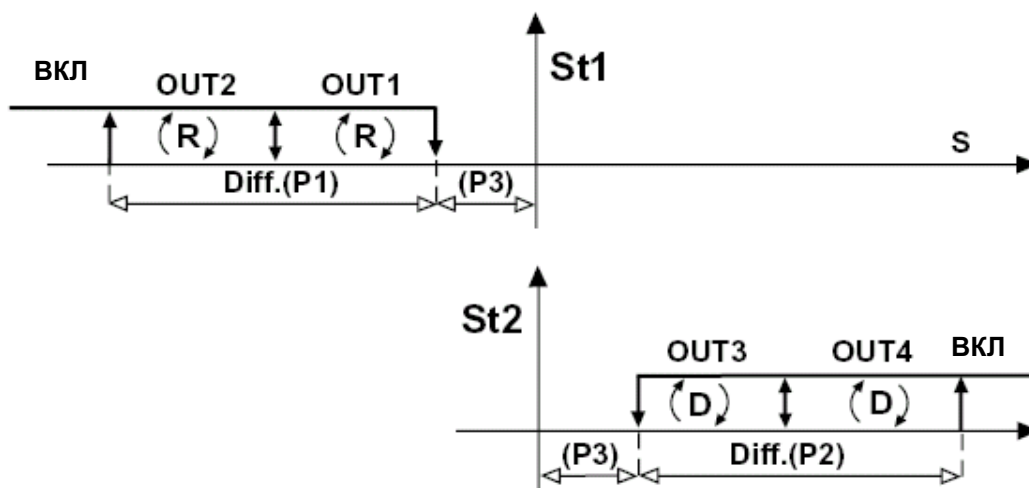 ВКЛ OUT2 OUT1 St1
(R) (R) S
Diff.(P1) (P3)
St2 OUT3 OUT4 ВКЛ
(D) (D)
(P3) Diff.(P2)